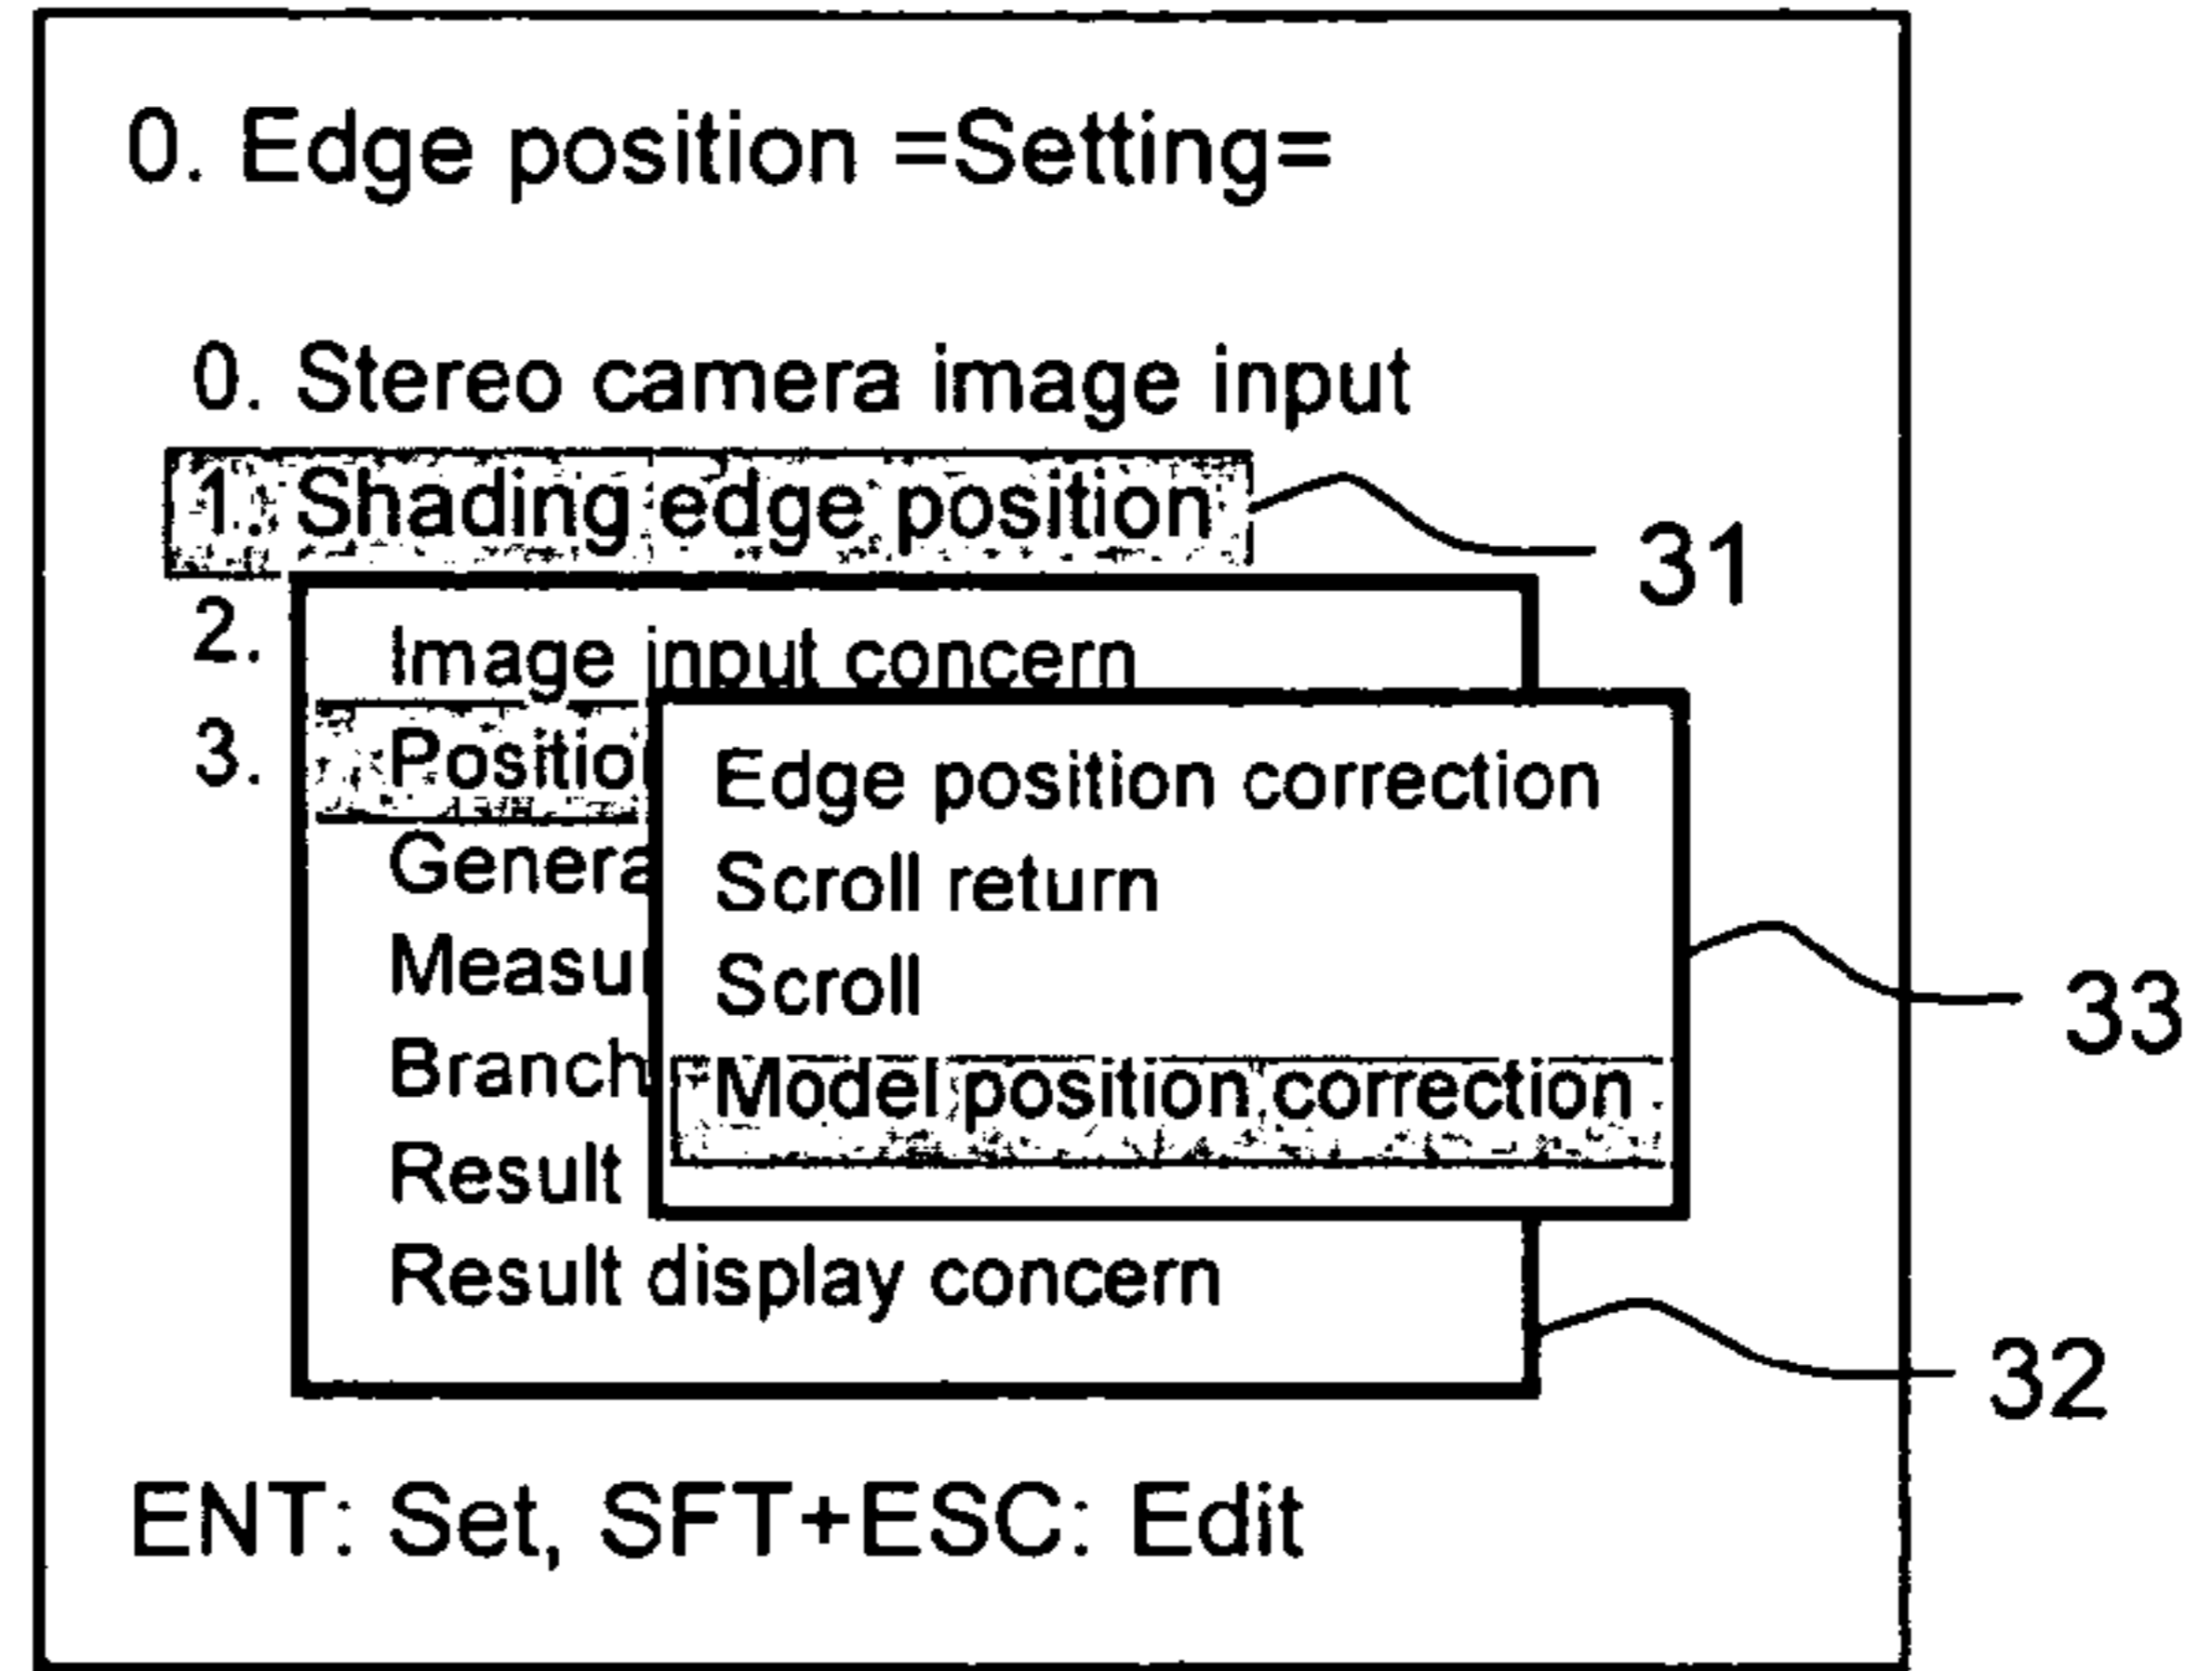 0. Edge position =Setting=
0. Stereo camera image input
1. Shading edge position
31
2.
Image input concern
3.
Positio
Edge position correction
Genera
Scroll return
Measu
Scroll
33
Branch
Model position correction
Result
Result display concern
32
ENT: Set, SFT+ESC: Edit